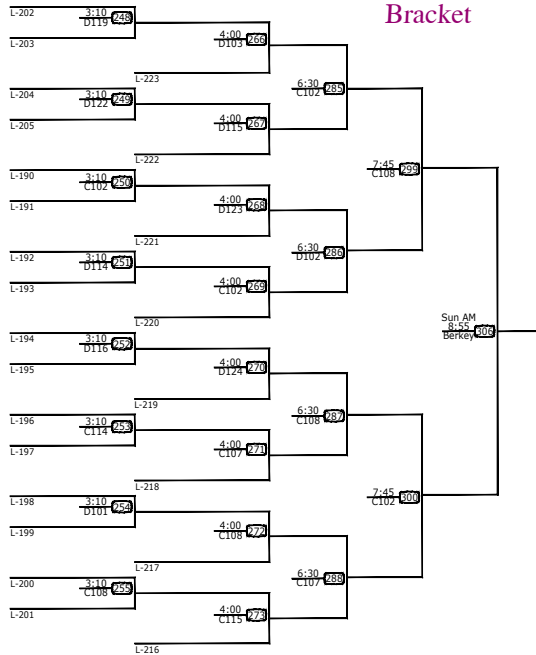 Bracket
L-202
3:10
D119
248
L-203
4:00
D103
266
L-223
6:30
C102
285
L-204
3:10
D122
249
L-205
4:00
D115
267
L-222
7:45
C108
299
L-190
3:10
C102
250
L-191
4:00
D123
268
L-221
6:30
D102
286
L-192
3:10
D114
251
L-193
4:00
C102
269
L-220
Sun AM
8:55
Berkey
306
L-194
3:10
D116
252
L-195
4:00
D124
270
L-219
6:30
C108
287
L-196
3:10
C114
253
L-197
4:00
C107
271
L-218
7:45
C102
300
L-198
3:10
D101
254
L-199
4:00
C108
272
L-217
6:30
C107
288
L-200
3:10
C108
255
L-201
4:00
C115
273
L-216